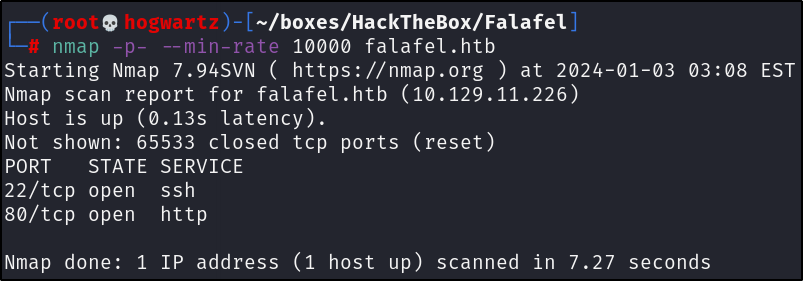 ┌──(root💀hogwartz)-[~/boxes/HackTheBox/Falafel]
└─# nmap -p- --min-rate 10000 falafel.htb
Starting Nmap 7.94SVN ( https://nmap.org ) at 2024-01-03 03:08 EST
Nmap scan report for falafel.htb (10.129.11.226)
Host is up (0.13s latency).
Not shown: 65533 closed tcp ports (reset)
PORT   STATE SERVICE
22/tcp open  ssh
80/tcp open  http
Nmap done: 1 IP address (1 host up) scanned in 7.27 seconds